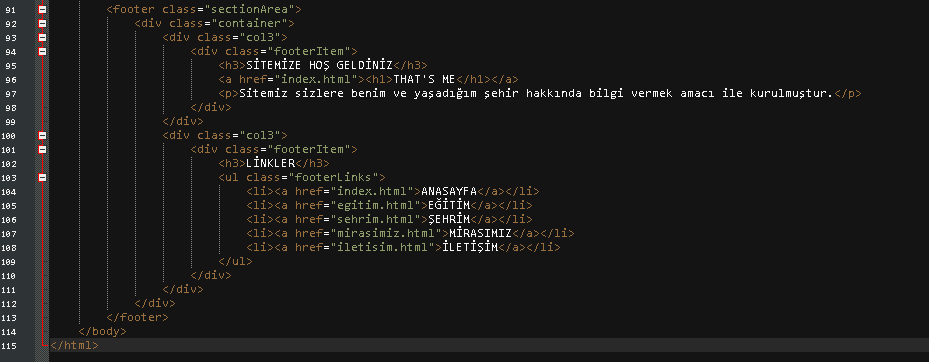 91 <footer class="sectionArea">
92 <div class="container">
93 <div class="col3">
94 <div class="footerItem">
95 <h3>SİTEMİZE HOŞ GELDİNİZ</h3>
96 <a href="index.html"><h1>THAT'S ME</h1></a>
97 <p>Sitemiz sizlere benim ve yaşadığım şehir hakkında bilgi vermek amacı ile kurulmuştur.</p>
98 </div>
99 </div>
100 <div class="col3">
101 <div class="footerItem">
102 <h3>LİNKLER</h3>
103 <ul class="footerLinks">
104 <li><a href="index.html">ANASAYFA</a></li>
105 <li><a href="egitim.html">EĞİTİM</a></li>
106 <li><a href="sehrim.html">ŞEHRİM</a></li>
107 <li><a href="mirasimiz.html">MİRASIMIZ</a></li>
108 <li><a href="iletisim.html">İLETİŞİM</a></li>
109 </ul>
110 </div>
111 </div>
112 </div>
113 </footer>
114 </body>
115 </html>